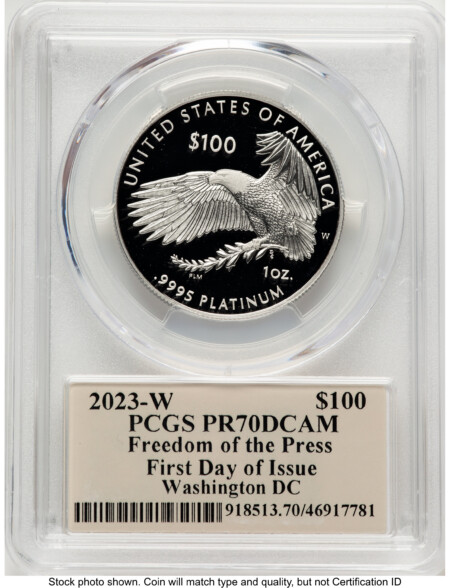 UNITED STATES OF AMERICA
$100
W
PLM
1oz.
.9995 PLATINUM
2023-W $100
PCGS PR70DCAM
Freedom of the Press
First Day of Issue
Washington DC
918513.70/46917781
Stock photo shown. Coin will match type and quality, but not Certification ID